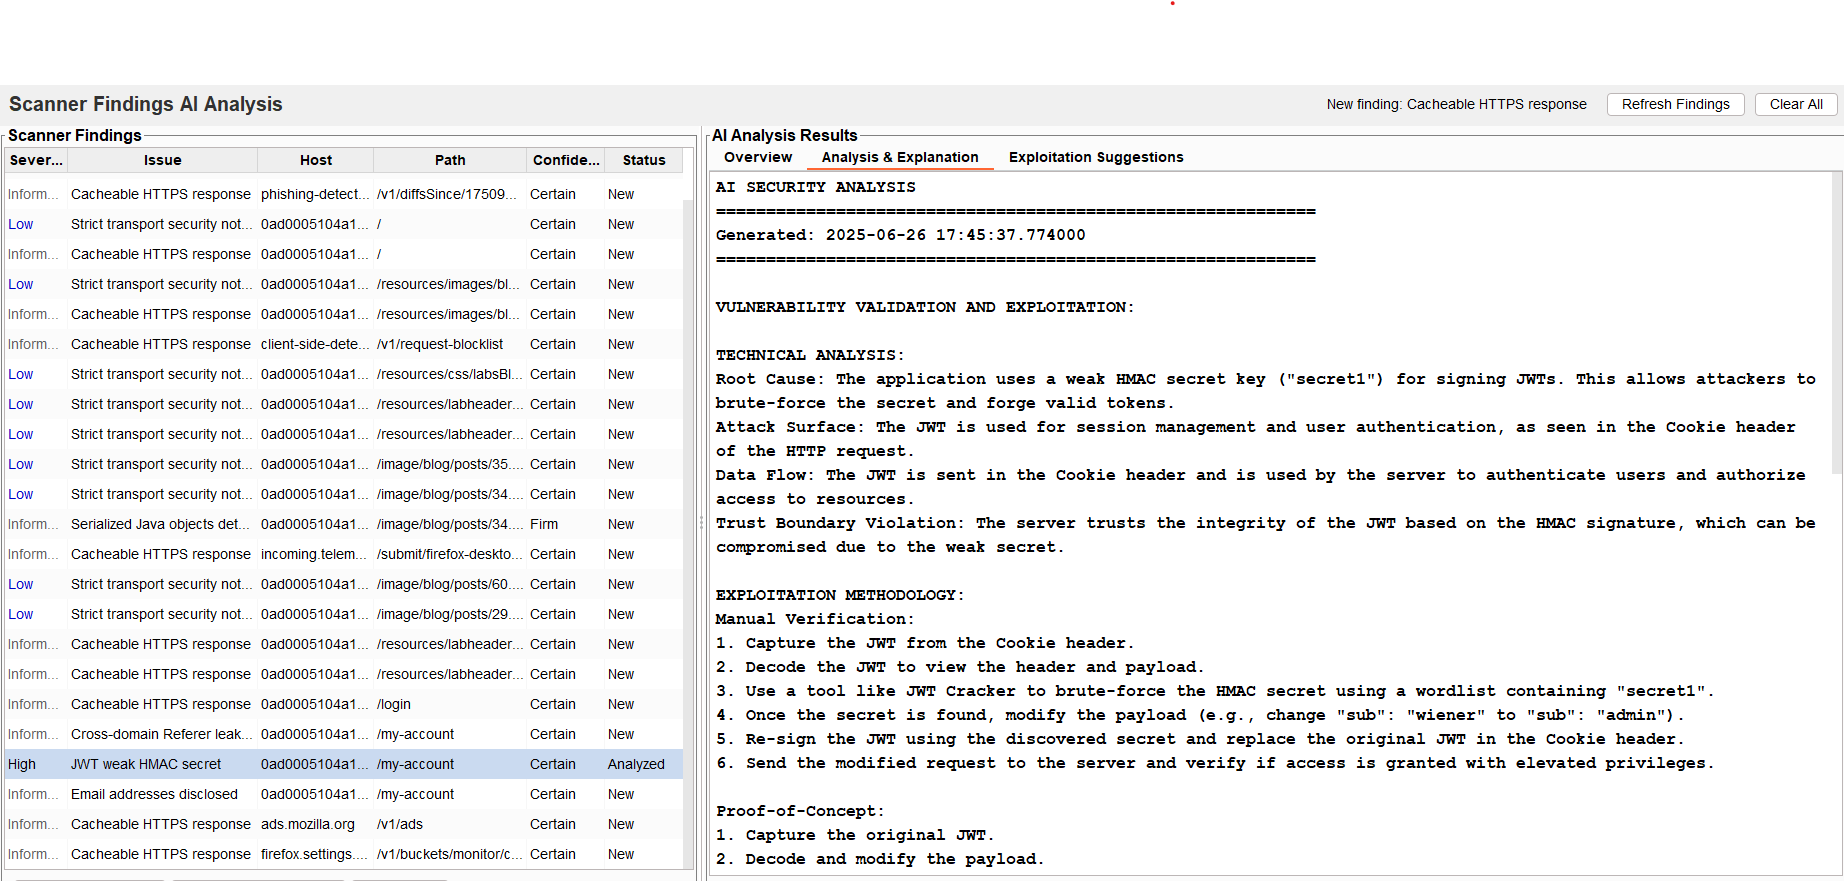 Scanner Findings AI Analysis
New finding: Cacheable HTTPS response
Refresh Findings
Clear All
Scanner Findings
Sever... Issue Host Path Confide... Status
Inform... Cacheable HTTPS response phishing-detect... /v1/diffsSince/17509... Certain New
Low Strict transport security not... 0ad0005104a1... / Certain New
Inform... Cacheable HTTPS response 0ad0005104a1... / Certain New
Low Strict transport security not... 0ad0005104a1... /resources/images/bl... Certain New
Inform... Cacheable HTTPS response 0ad0005104a1... /resources/images/bl... Certain New
Inform... Cacheable HTTPS response client-side-dete... /v1/request-blocklist Certain New
Low Strict transport security not... 0ad0005104a1... /resources/css/labsBl... Certain New
Low Strict transport security not... 0ad0005104a1... /resources/labheader... Certain New
Low Strict transport security not... 0ad0005104a1... /resources/labheader... Certain New
Low Strict transport security not... 0ad0005104a1... /image/blog/posts/35.... Certain New
Low Strict transport security not... 0ad0005104a1... /image/blog/posts/34.... Certain New
Inform... Serialized Java objects det... 0ad0005104a1... /image/blog/posts/34.... Firm New
Inform... Cacheable HTTPS response incoming.telem... /submit/firefox-deskto... Certain New
Low Strict transport security not... 0ad0005104a1... /image/blog/posts/60.... Certain New
Low Strict transport security not... 0ad0005104a1... /image/blog/posts/29.... Certain New
Inform... Cacheable HTTPS response 0ad0005104a1... /resources/labheader... Certain New
Inform... Cacheable HTTPS response 0ad0005104a1... /resources/labheader... Certain New
Inform... Cacheable HTTPS response 0ad0005104a1... /login Certain New
Inform... Cross-domain Referer leak... 0ad0005104a1... /my-account Certain New
High JWT weak HMAC secret 0ad0005104a1... /my-account Certain Analyzed
Inform... Email addresses disclosed 0ad0005104a1... /my-account Certain New
Inform... Cacheable HTTPS response ads.mozilla.org /v1/ads Certain New
Inform... Cacheable HTTPS response firefox.settings.... /v1/buckets/monitor/c... Certain New
AI Analysis Results
Overview Analysis & Explanation Exploitation Suggestions
AI SECURITY ANALYSIS
============================================================
Generated: 2025-06-26 17:45:37.774000
============================================================
VULNERABILITY VALIDATION AND EXPLOITATION:
TECHNICAL ANALYSIS:
Root Cause: The application uses a weak HMAC secret key ("secret1") for signing JWTs. This allows attackers to
brute-force the secret and forge valid tokens.
Attack Surface: The JWT is used for session management and user authentication, as seen in the Cookie header
of the HTTP request.
Data Flow: The JWT is sent in the Cookie header and is used by the server to authenticate users and authorize
access to resources.
Trust Boundary Violation: The server trusts the integrity of the JWT based on the HMAC signature, which can be
compromised due to the weak secret.
EXPLOITATION METHODOLOGY:
Manual Verification:
1. Capture the JWT from the Cookie header.
2. Decode the JWT to view the header and payload.
3. Use a tool like JWT Cracker to brute-force the HMAC secret using a wordlist containing "secret1".
4. Once the secret is found, modify the payload (e.g., change "sub": "wiener" to "sub": "admin").
5. Re-sign the JWT using the discovered secret and replace the original JWT in the Cookie header.
6. Send the modified request to the server and verify if access is granted with elevated privileges.
Proof-of-Concept:
1. Capture the original JWT.
2. Decode and modify the payload.